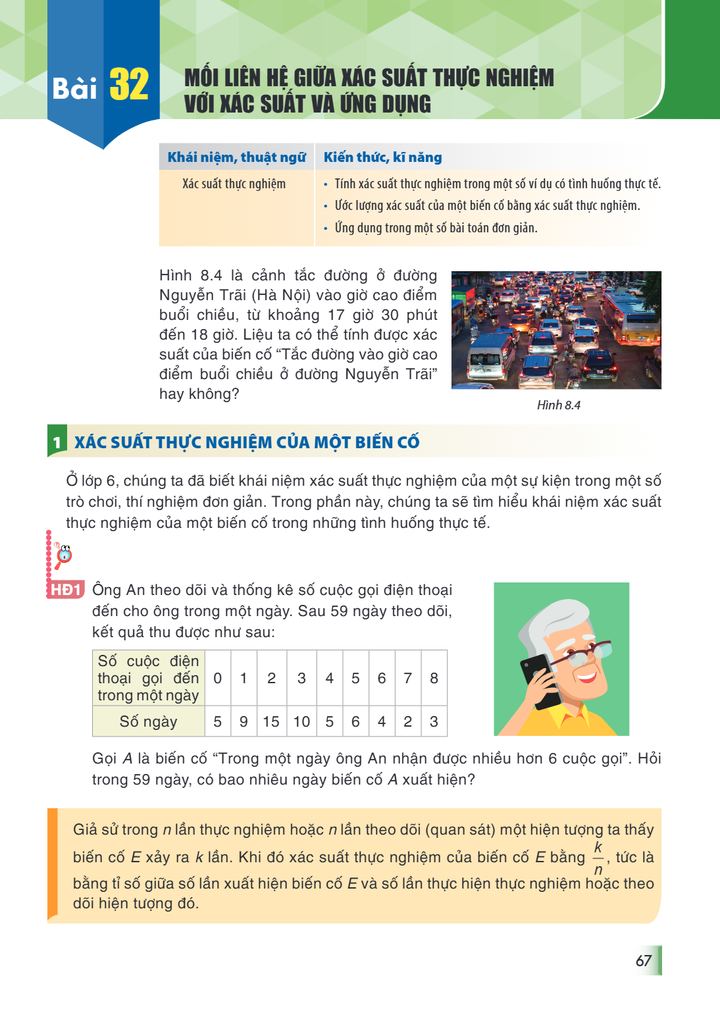 Bài 32
MỐI LIÊN HỆ GIỮA XÁC SUẤT THỰC NGHIỆM
VỚI XÁC SUẤT VÀ ỨNG DỤNG
Khái niệm, thuật ngữ Kiến thức, kĩ năng
Xác suất thực nghiệm • Tính xác suất thực nghiệm trong một số ví dụ có tình huống thực tế.
• Ước lượng xác suất của một biến cố bằng xác suất thực nghiệm.
• Ứng dụng trong một số bài toán đơn giản.
Hình 8.4 là cảnh tắc đường ở đường
Nguyễn Trãi (Hà Nội) vào giờ cao điểm
buổi chiều, từ khoảng 17 giờ 30 phút
đến 18 giờ. Liệu ta có thể tính được xác
suất của biến cố “Tắc đường vào giờ cao
điểm buổi chiều ở đường Nguyễn Trãi”
hay không?
Hình 8.4
1 XÁC SUẤT THỰC NGHIỆM CỦA MỘT BIẾN CỐ
Ở lớp 6, chúng ta đã biết khái niệm xác suất thực nghiệm của một sự kiện trong một số
trò chơi, thí nghiệm đơn giản. Trong phần này, chúng ta sẽ tìm hiểu khái niệm xác suất
thực nghiệm của một biến cố trong những tình huống thực tế.
HĐ1 Ông An theo dõi và thống kê số cuộc gọi điện thoại
đến cho ông trong một ngày. Sau 59 ngày theo dõi,
kết quả thu được như sau:
Số cuộc điện
thoại gọi đến 0 1 2 3 4 5 6 7 8
trong một ngày
Số ngày 5 9 15 10 5 6 4 2 3
Gọi A là biến cố “Trong một ngày ông An nhận được nhiều hơn 6 cuộc gọi”. Hỏi
trong 59 ngày, có bao nhiêu ngày biến cố A xuất hiện?
Giả sử trong n lần thực nghiệm hoặc n lần theo dõi (quan sát) một hiện tượng ta thấy
biến cố E xảy ra k lần. Khi đó xác suất thực nghiệm của biến cố E bằng k/n, tức là
bằng tỉ số giữa số lần xuất hiện biến cố E và số lần thực hiện thực nghiệm hoặc theo
dõi hiện tượng đó.
67